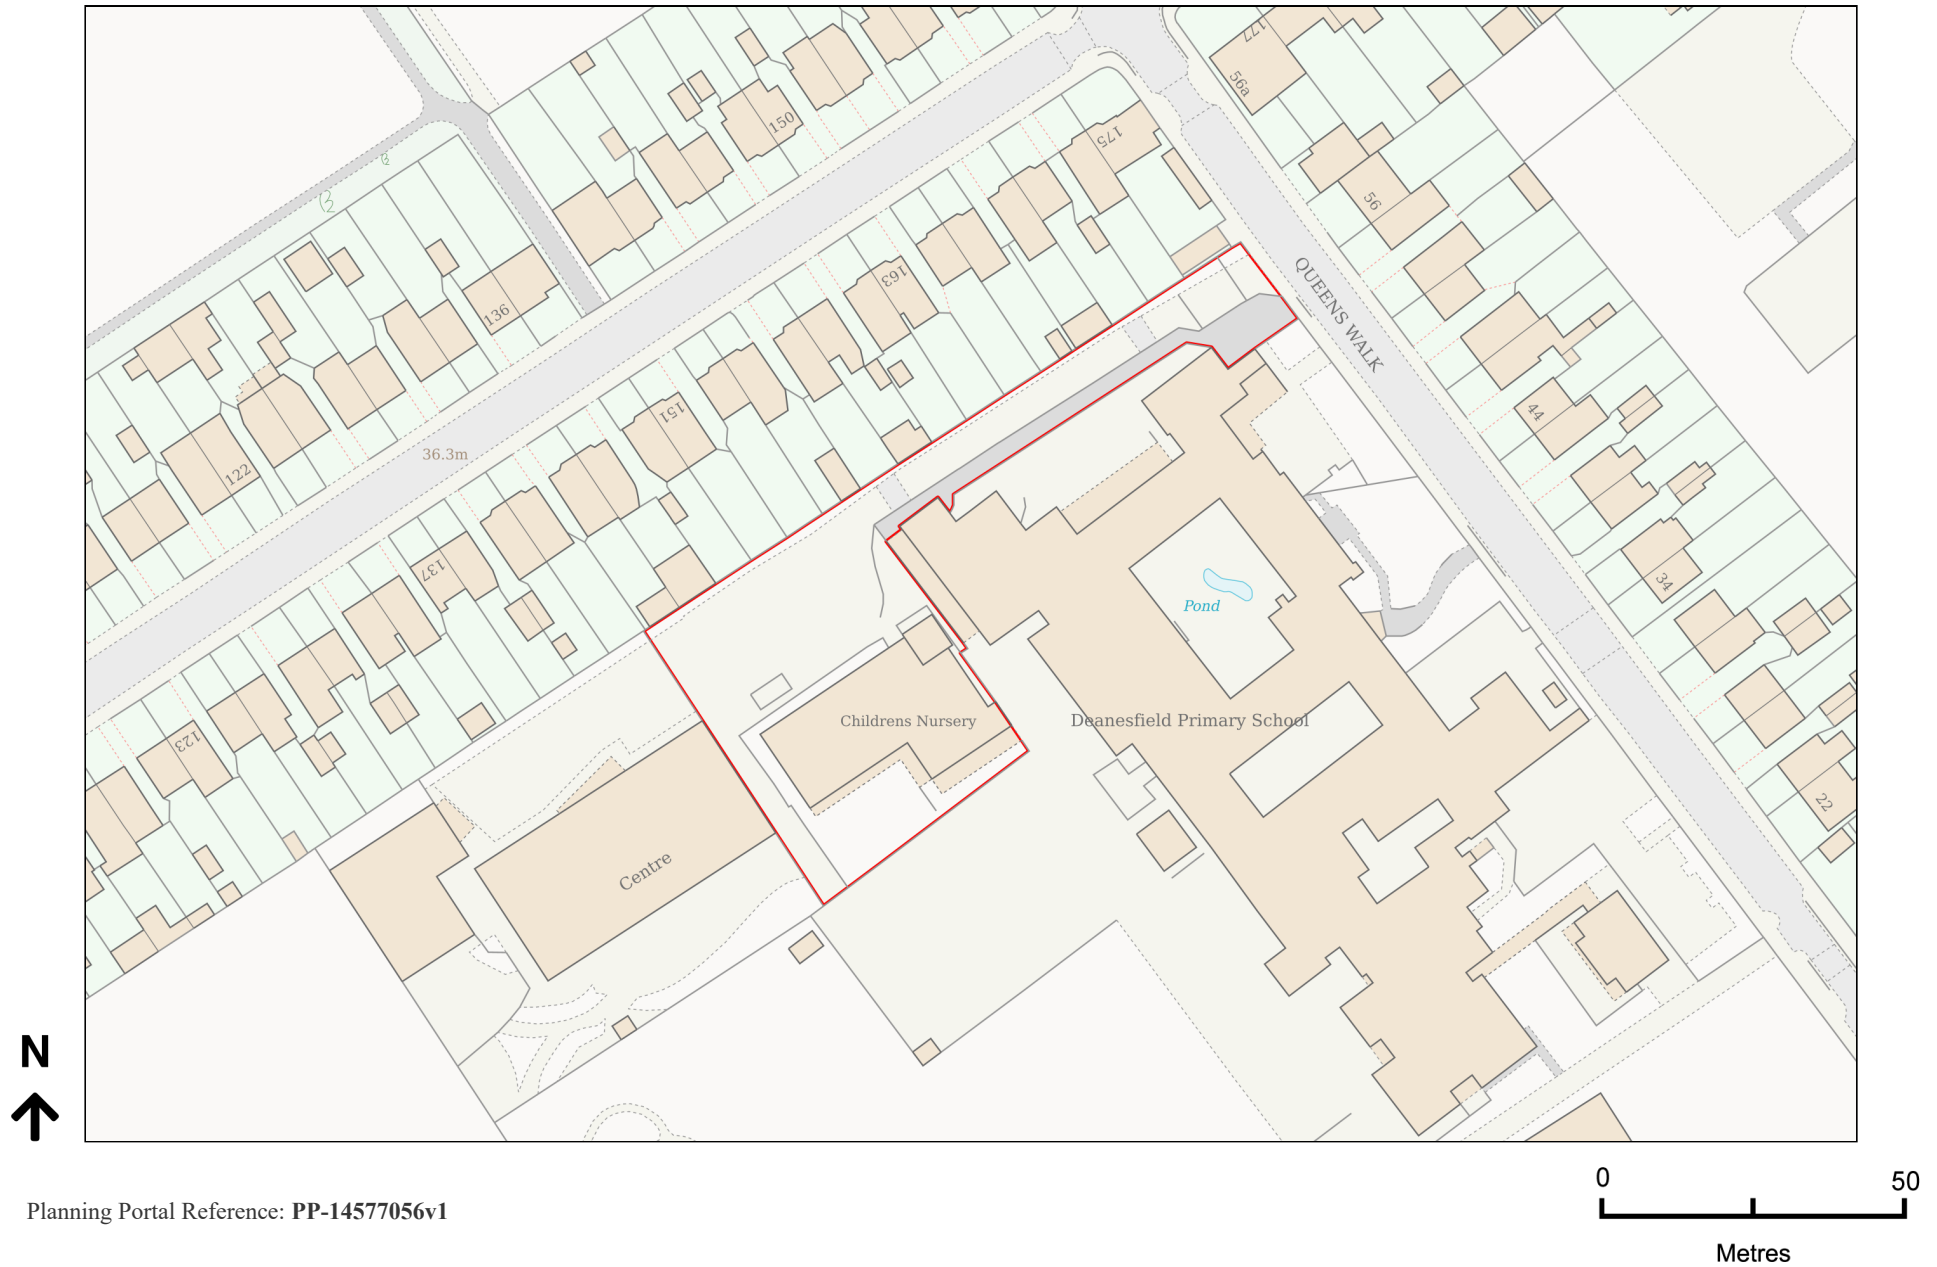 177
56a
150
175
56
163
136
QUEENS WALK
151
44
36.3m
122
137
34
Pond
123
Childrens Nursery
Deanesfield Primary School
22
Centre
N
0
50
Planning Portal Reference: PP-14577056v1
Metres